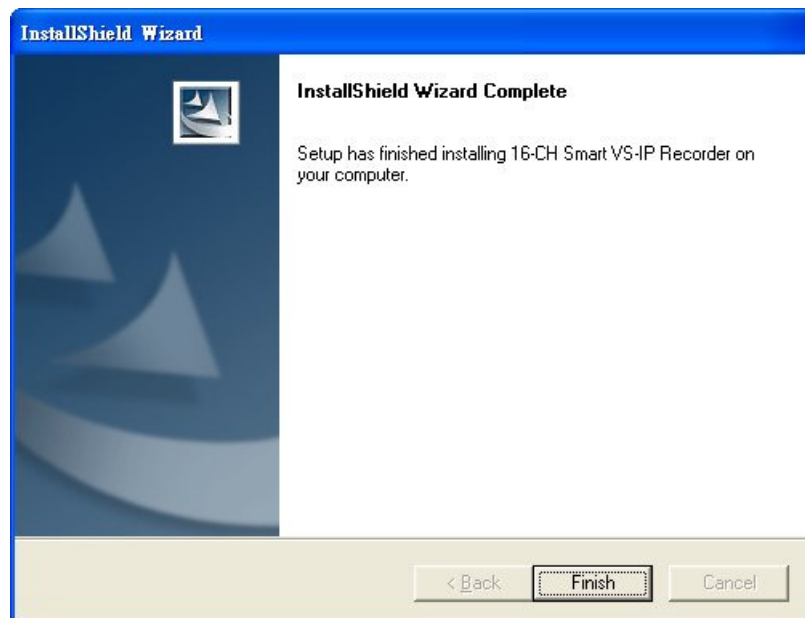 InstallShield Wizard
InstallShield Wizard Complete
Setup has finished installing 16-CH Smart VS-IP Recorder on
your computer.
< Back
Finish
Cancel